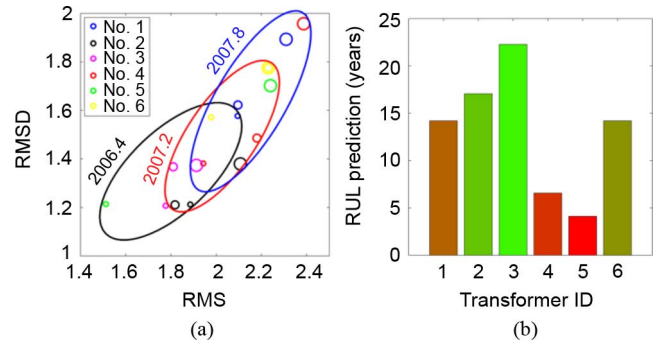 (a)
2
1.8
1.6
1.4
1.2
1
RMSD
1.4 1.6 1.8 2 2.2 2.4
RMS
No. 1
No. 2
No. 3
No. 4
No. 5
No. 6
2006.4
2007.2
2007.8
(a)
25
20
15
10
5
0
RUL prediction (years)
1 2 3 4 5 6
Transformer ID
(b)